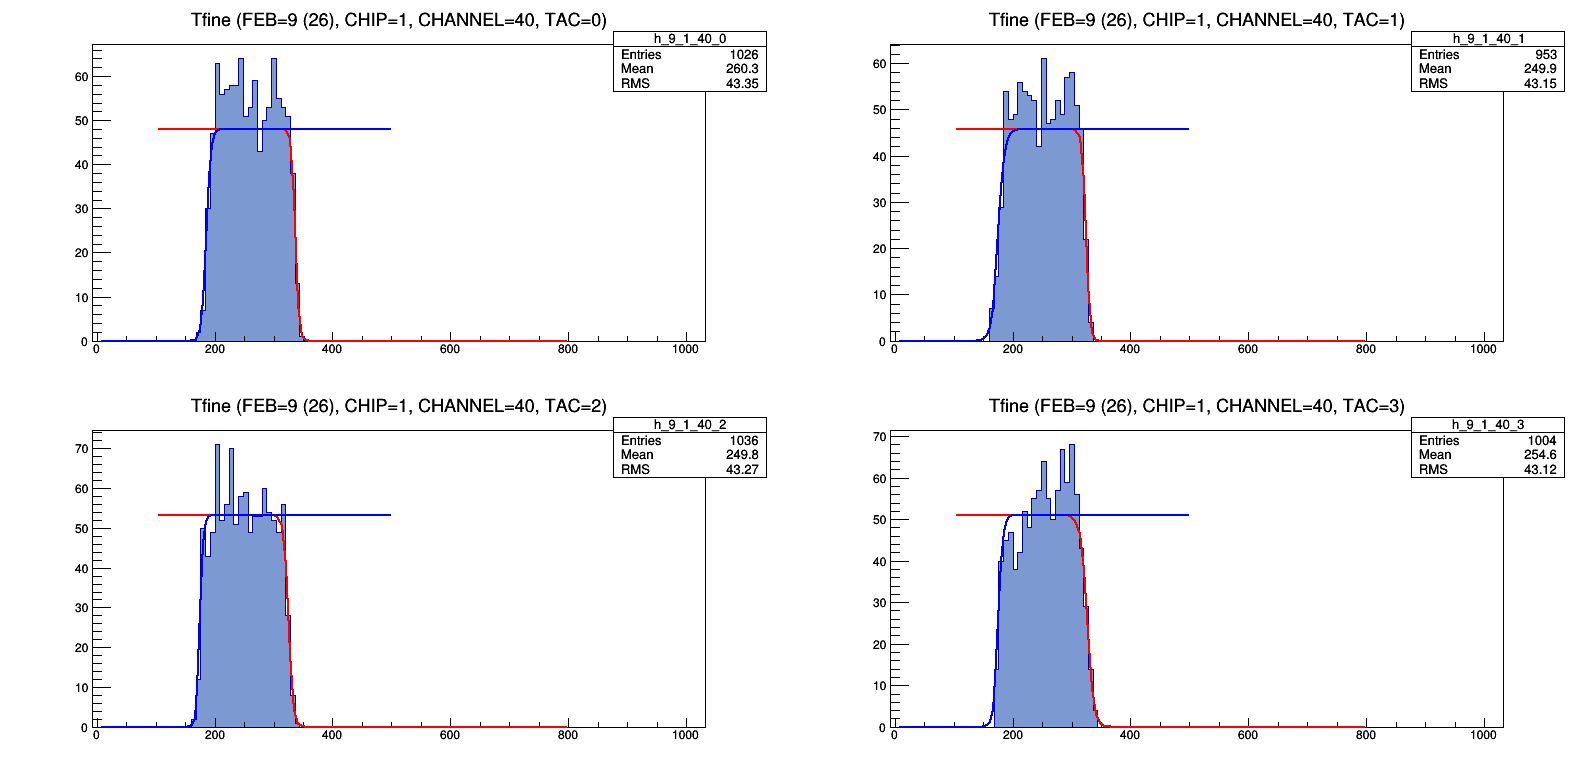 Tfine (FEB=9 (26), CHIP=1, CHANNEL=40, TAC=0)
h_9_1_40_0
Entries 1026
Mean 260.3
RMS 43.35
60
50
40
30
20
10
0
0 200 400 600 800 1000
Tfine (FEB=9 (26), CHIP=1, CHANNEL=40, TAC=1)
h_9_1_40_1
Entries 953
Mean 249.9
RMS 43.15
60
50
40
30
20
10
0
0 200 400 600 800 1000
Tfine (FEB=9 (26), CHIP=1, CHANNEL=40, TAC=2)
h_9_1_40_2
Entries 1036
Mean 249.8
RMS 43.27
70
60
50
40
30
20
10
0
0 200 400 600 800 1000
Tfine (FEB=9 (26), CHIP=1, CHANNEL=40, TAC=3)
h_9_1_40_3
Entries 1004
Mean 254.6
RMS 43.12
70
60
50
40
30
20
10
0
0 200 400 600 800 1000